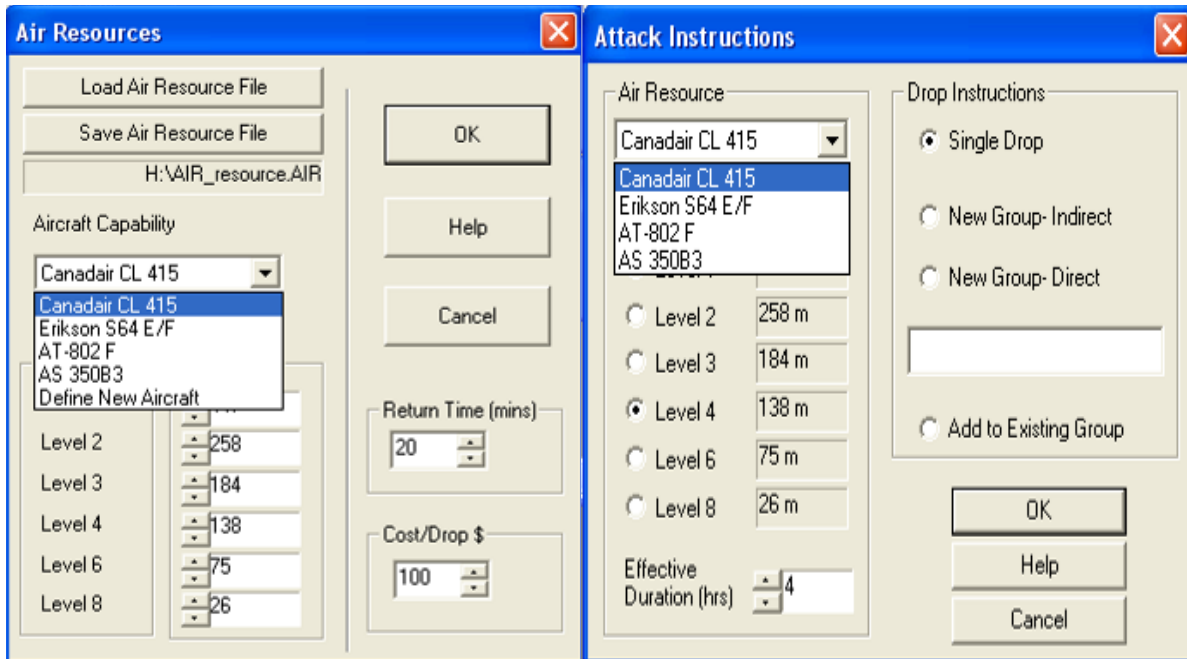 Air Resources
Load Air Resource File
Save Air Resource File
H:\AIR_resource.AIR
Aircraft Capability
Canadair CL 415
Canadair CL 415
Erikson S64 E/F
AT-802 F
AS 350B3
Define New Aircraft
Level 2
258
Level 3
184
Level 4
138
Level 6
75
Level 8
26
OK
Help
Cancel
Return Time (mins)
20
Cost/Drop $
100
Attack Instructions
Air Resource
Canadair CL 415
Canadair CL 415
Erikson S64 E/F
AT-802 F
AS 350B3
Level 2
258 m
Level 3
184 m
Level 4
138 m
Level 6
75 m
Level 8
26 m
Effective
Duration (hrs)
4
Drop Instructions
Single Drop
New Group- Indirect
New Group- Direct
Add to Existing Group
OK
Help
Cancel